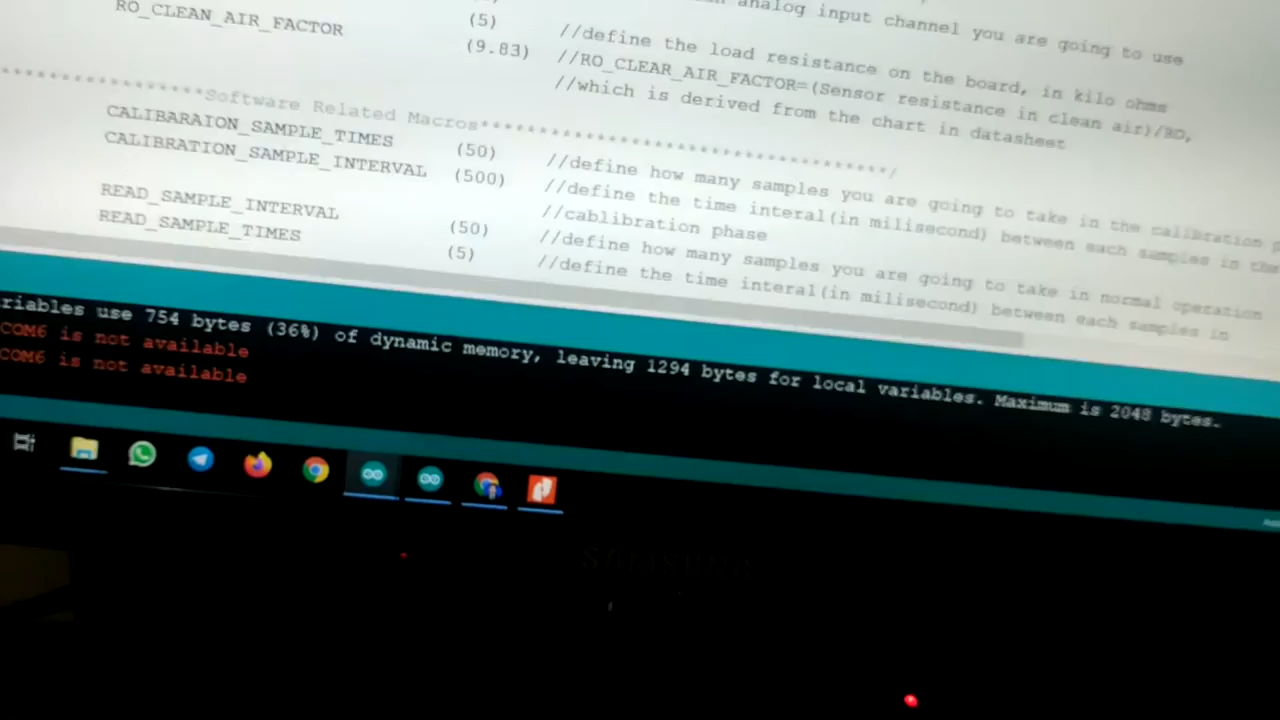 analog input channel you are going to use
(5) //define the load resistance on the board, in kilo ohms
RO_CLEAN_AIR_FACTOR (9.83) //RO_CLEAR_AIR_FACTOR=(Sensor resistance in clean air)/RO,
//which is derived from the chart in datasheet
******************Software Related Macros**************************************/
CALIBARAION_SAMPLE_TIMES (50) //define how many samples you are going to take in the calibration
CALIBRATION_SAMPLE_INTERVAL (500) //define the time interal(in milisecond) between each samples in the
//cablibration phase
READ_SAMPLE_INTERVAL (50) //define how many samples you are going to take in normal operation
READ_SAMPLE_TIMES (5) //define the time interal(in milisecond) between each samples in
riables use 754 bytes (36%) of dynamic memory, leaving 1294 bytes for local variables. Maximum is 2048 bytes.
COM6 is not available
COM6 is not available
SAMSUNG